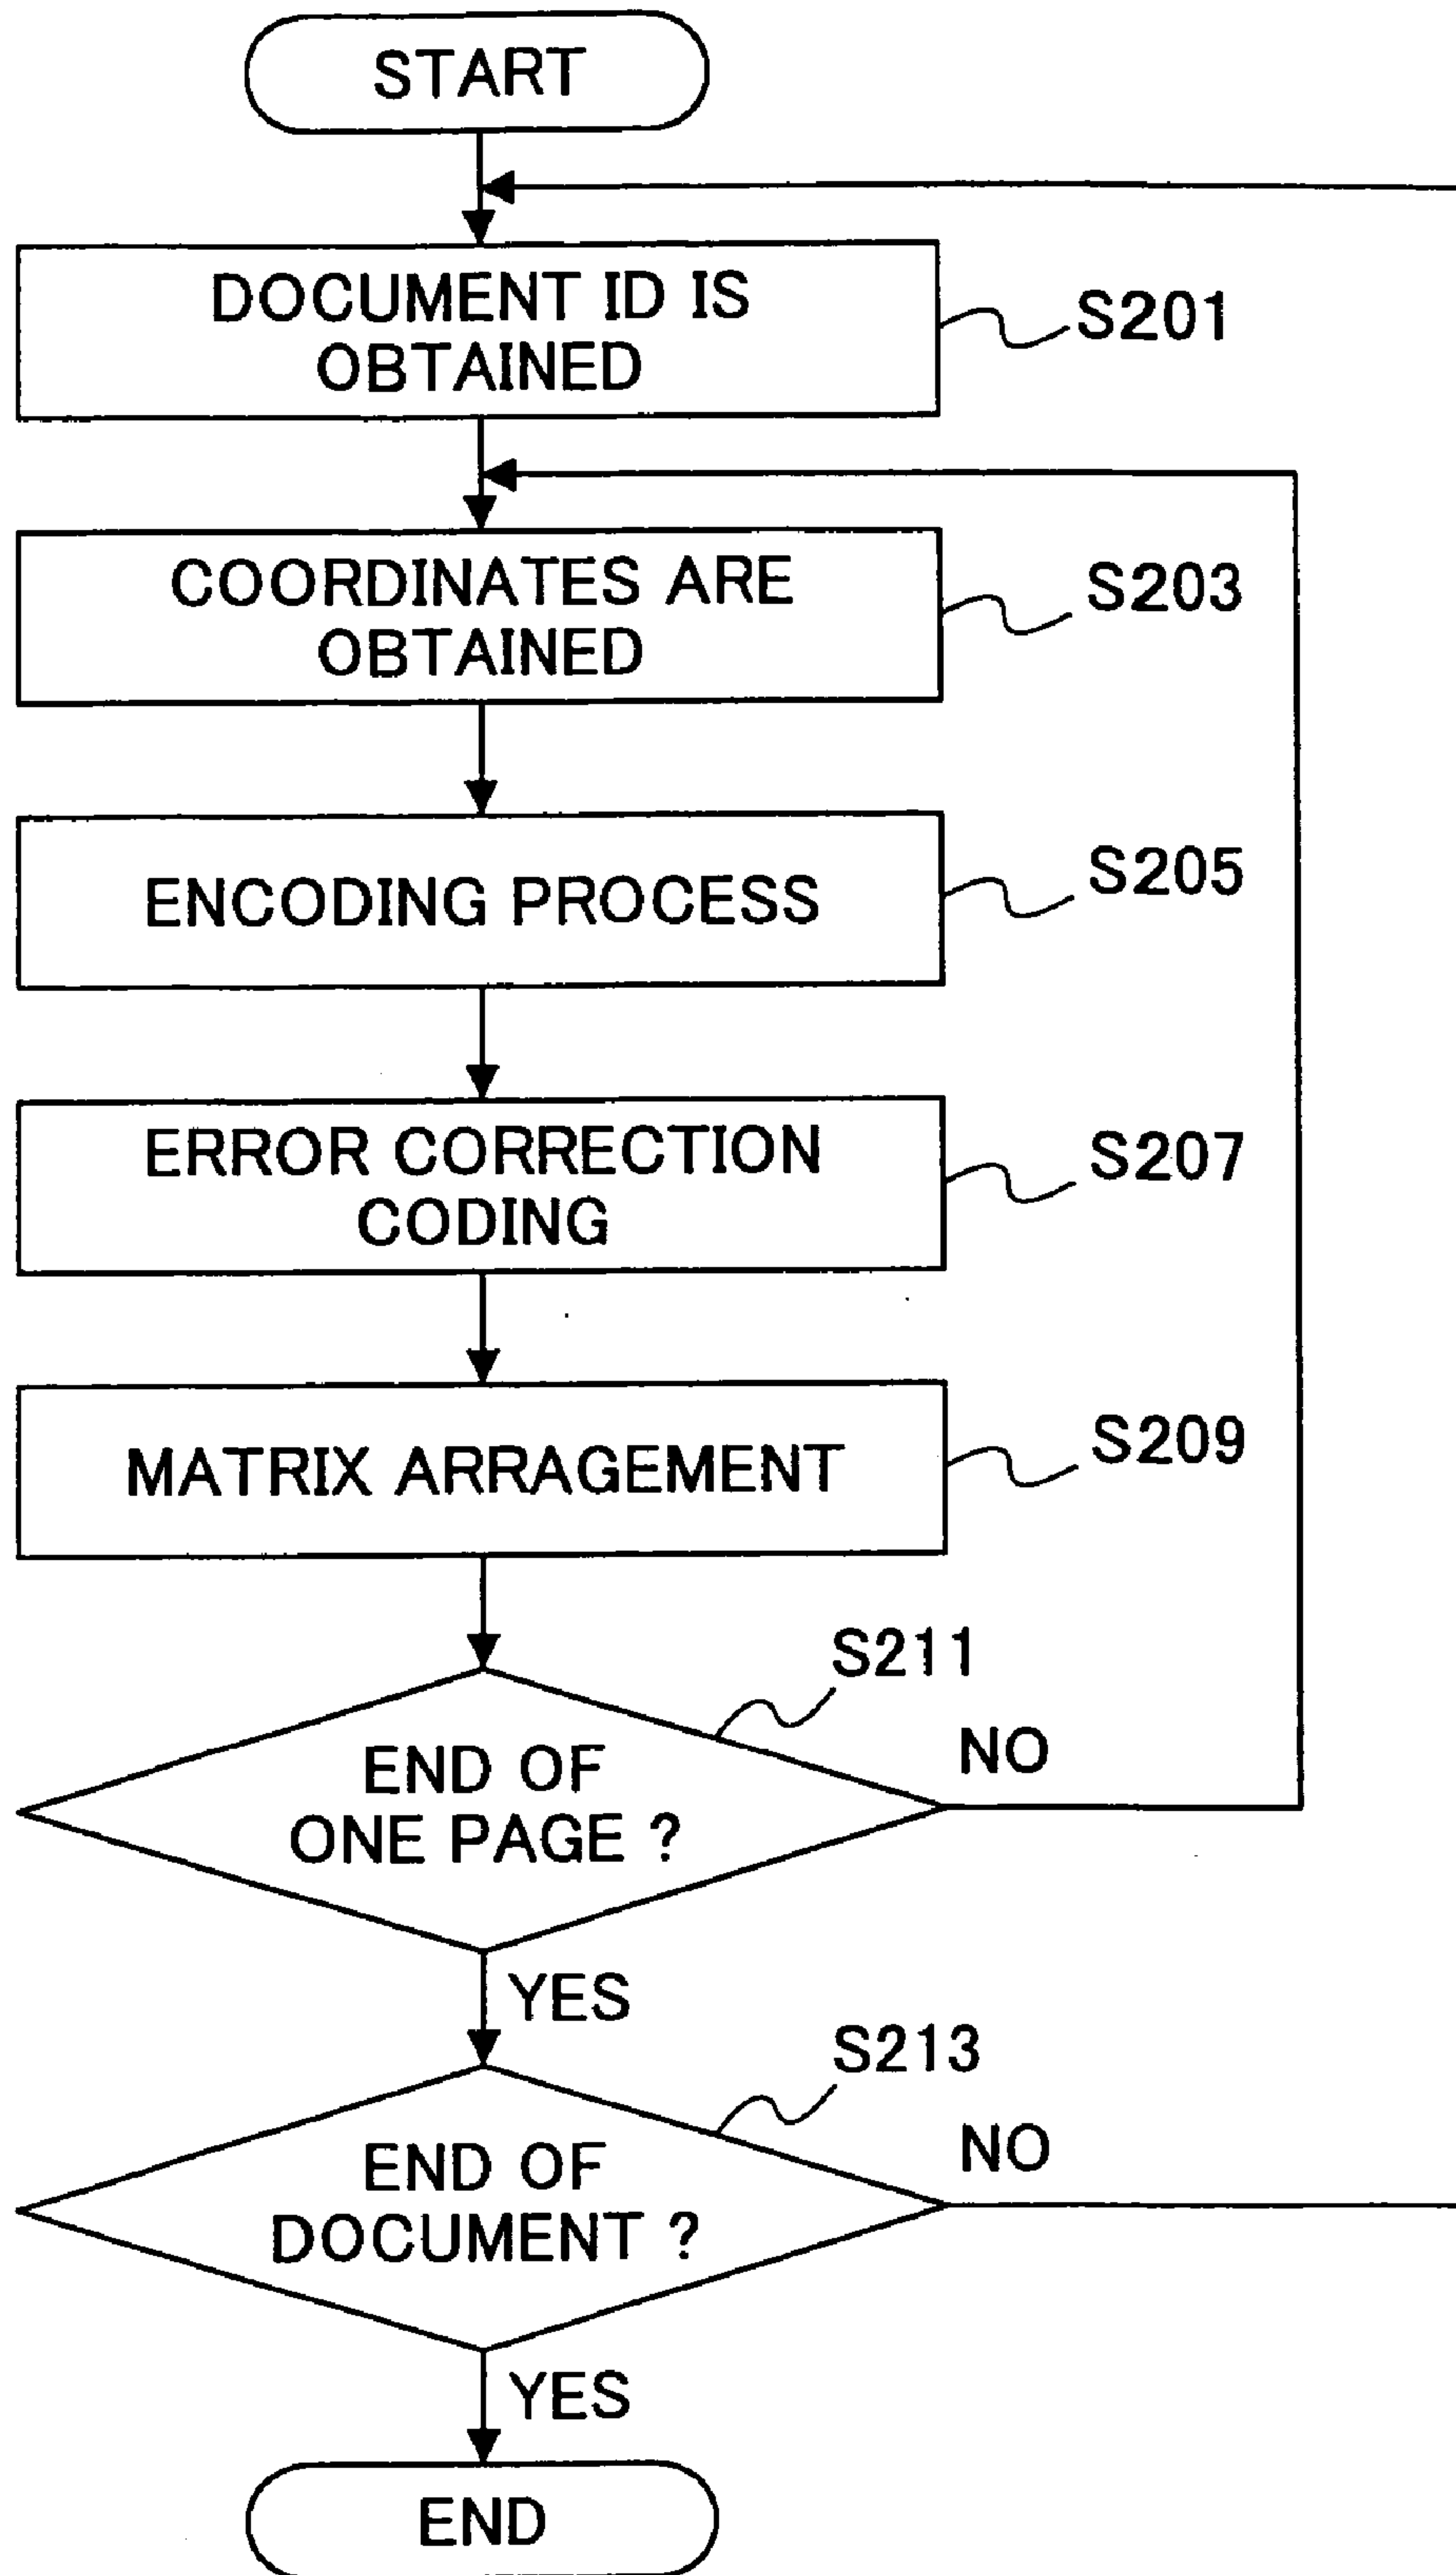 START
DOCUMENT ID IS
OBTAINED
S201
COORDINATES ARE
OBTAINED
S203
ENCODING PROCESS
S205
ERROR CORRECTION
CODING
S207
MATRIX ARRAGEMENT
S209
S211
END OF
ONE PAGE ?
NO
YES
S213
END OF
DOCUMENT ?
NO
YES
END